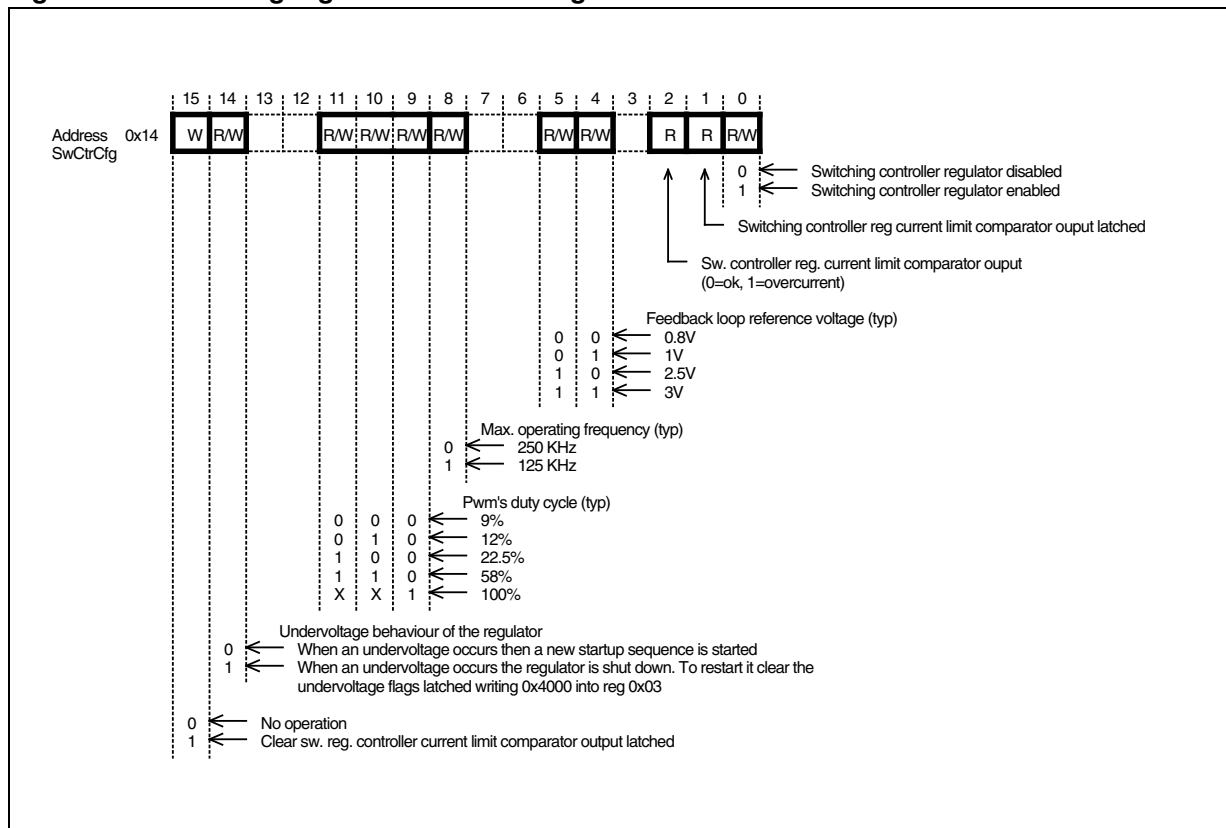 15 14 13 12 11 10 9 8 7 6 5 4 3 2 1 0
Address 0x14 W R/W R/W R/W R/W R/W R/W R/W R R R/W
SwCtrCfg
0 Switching controller regulator disabled
1 Switching controller regulator enabled
Switching controller reg current limit comparator ouput latched
Sw. controller reg. current limit comparator ouput
(0=ok, 1=overcurrent)
Feedback loop reference voltage (typ)
0 0 0.8V
0 1 1V
1 0 2.5V
1 1 3V
Max. operating frequency (typ)
0 250 KHz
1 125 KHz
Pwm's duty cycle (typ)
0 0 0 9%
0 1 0 12%
1 0 0 22.5%
1 1 0 58%
X X 1 100%
Undervoltage behaviour of the regulator
0 When an undervoltage occurs then a new startup sequence is started
1 When an undervoltage occurs the regulator is shut down. To restart it clear the
undervoltage flags latched writing 0x4000 into reg 0x03
0 No operation
1 Clear sw. reg. controller current limit comparator output latched